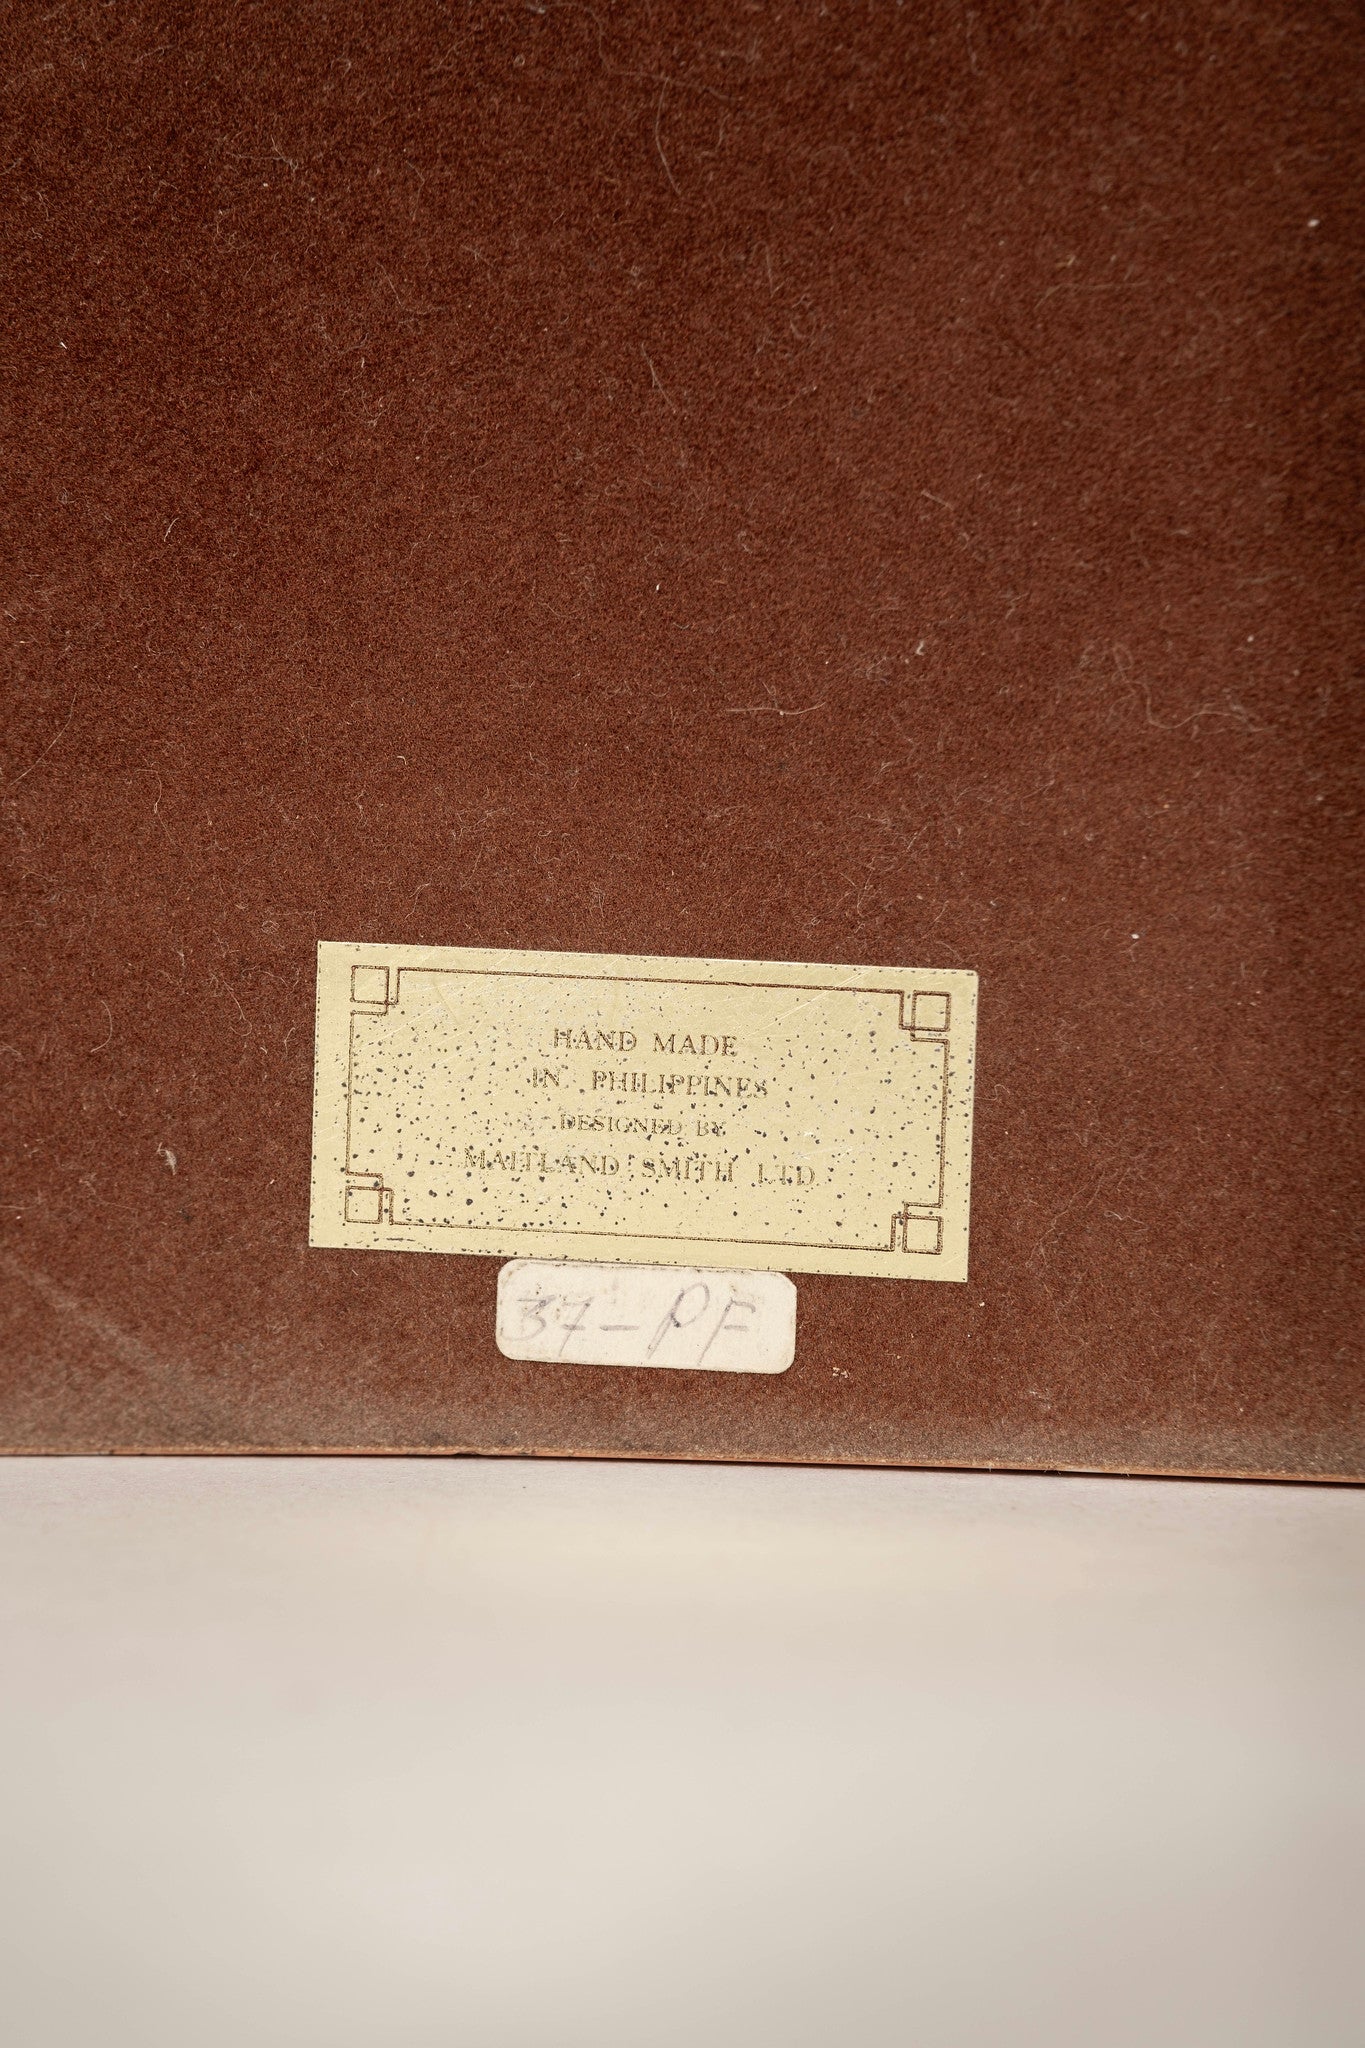 HAND MADE
IN PHILIPPINES
DESIGNED BY
MAITLAND SMITH LTD
37-PF